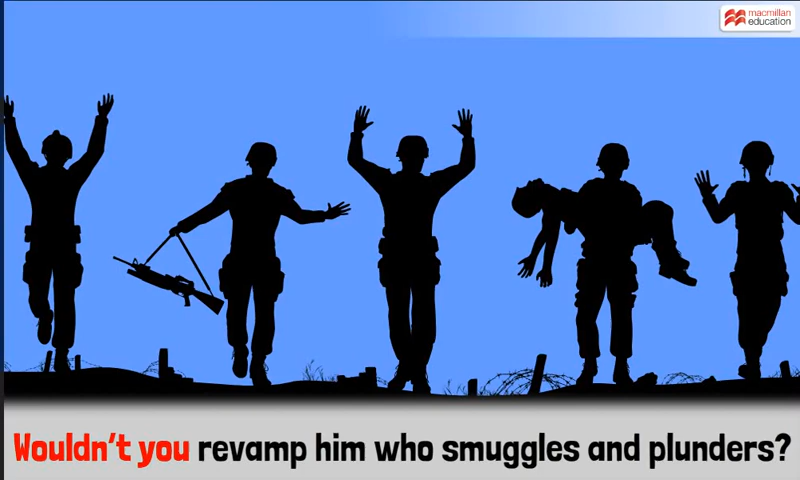 macmillan
education
Wouldn't you revamp him who smuggles and plunders?